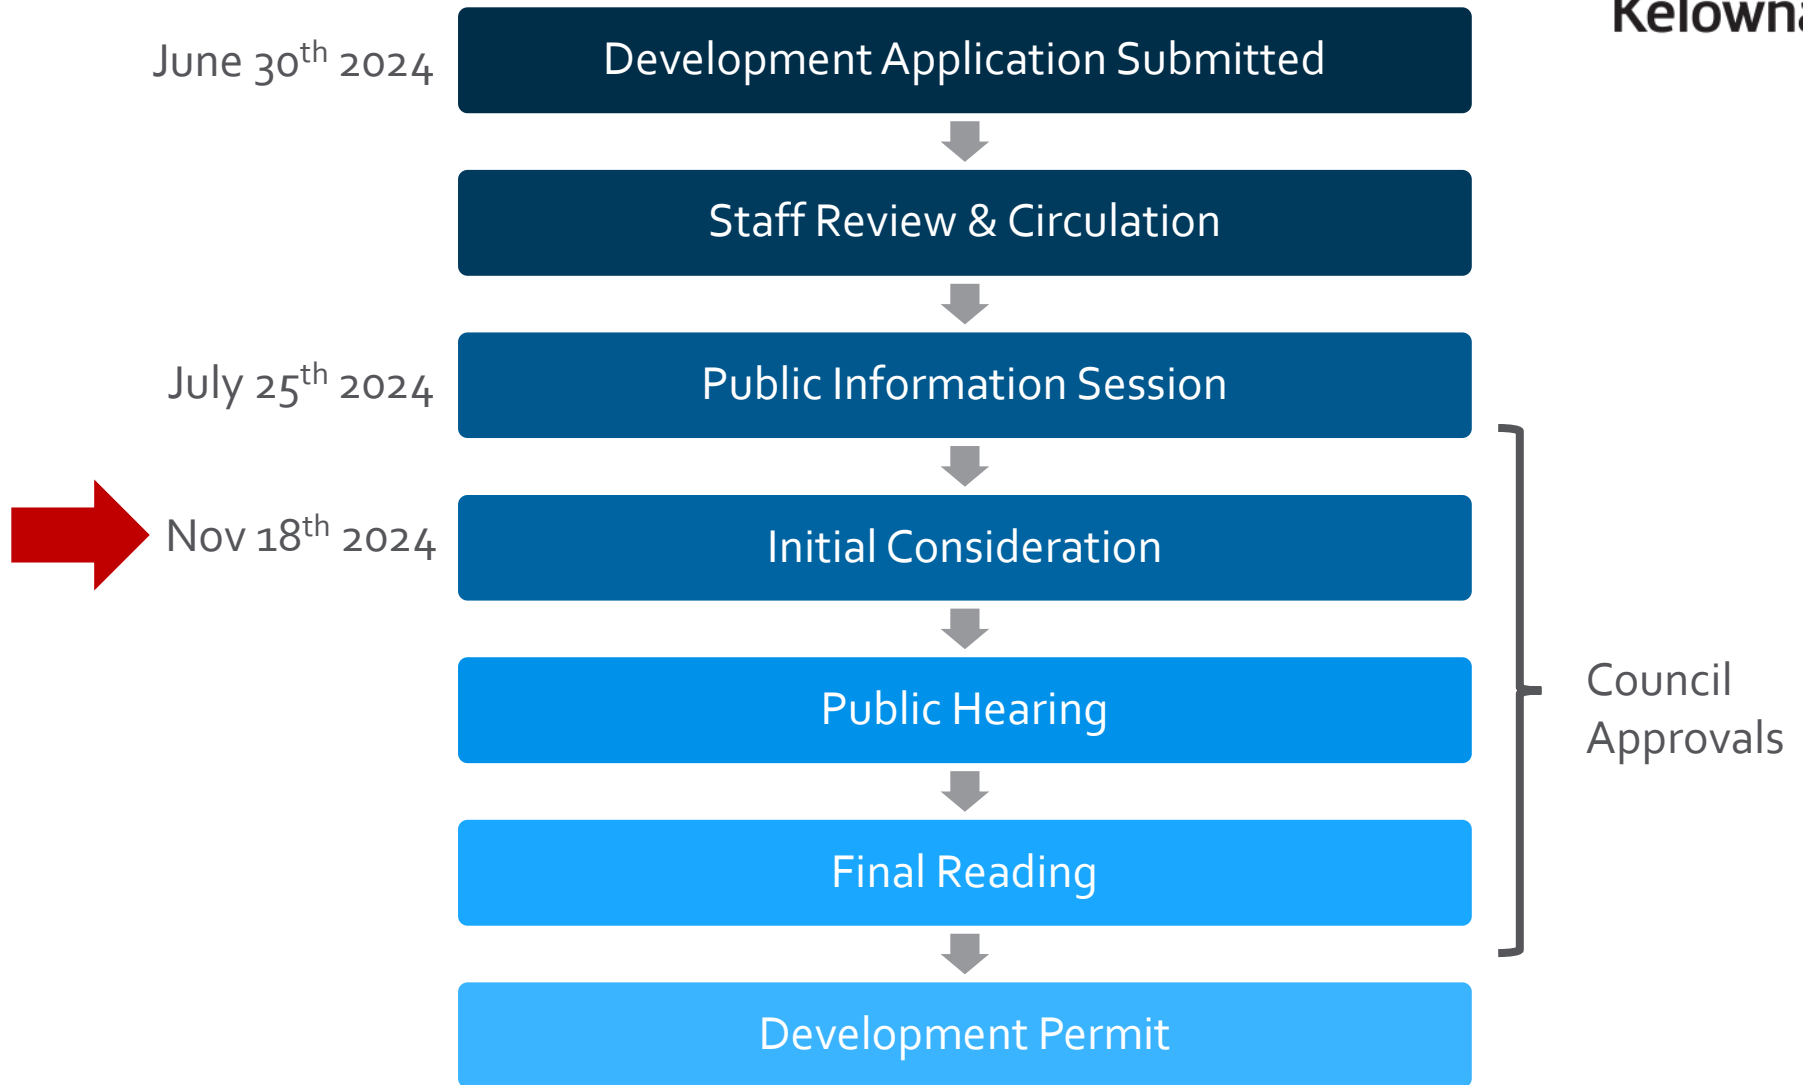 Kelowna
June 30th 2024
Development Application Submitted
Staff Review & Circulation
July 25th 2024
Public Information Session
Nov 18th 2024
Initial Consideration
Public Hearing
Council
Approvals
Final Reading
Development Permit